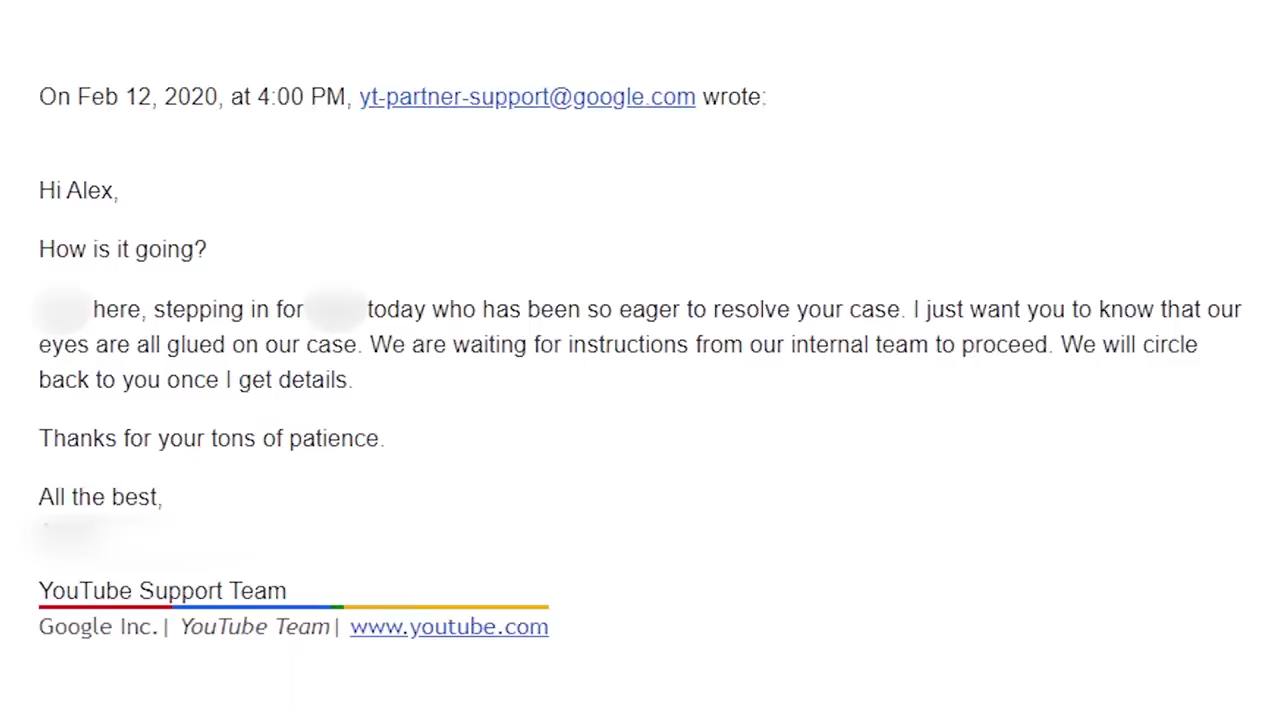 On Feb 12, 2020, at 4:00 PM, yt-partner-support@google.com wrote:
Hi Alex,
How is it going?
here, stepping in for today who has been so eager to resolve your case. I just want you to know that our
eyes are all glued on our case. We are waiting for instructions from our internal team to proceed. We will circle
back to you once I get details.
Thanks for your tons of patience.
All the best,
YouTube Support Team
Google Inc. | YouTube Team | www.youtube.com